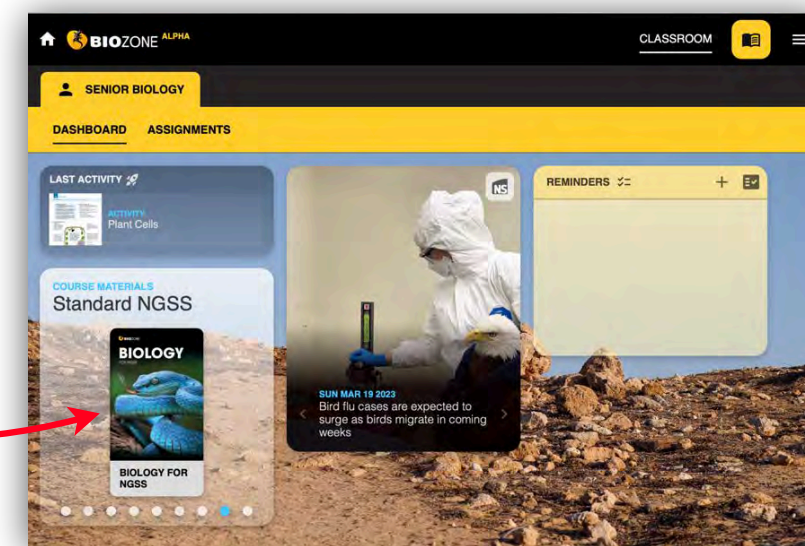 BIOZONE ALPHA
CLASSROOM
SENIOR BIOLOGY
DASHBOARD ASSIGNMENTS
LAST ACTIVITY
ACTIVITY
Plant Cells
COURSE MATERIALS
Standard NGSS
BIOZONE
BIOLOGY
BIOLOGY FOR
NGSS
NS
SUN MAR 19 2023
Bird flu cases are expected to
surge as birds migrate in coming
weeks
REMINDERS